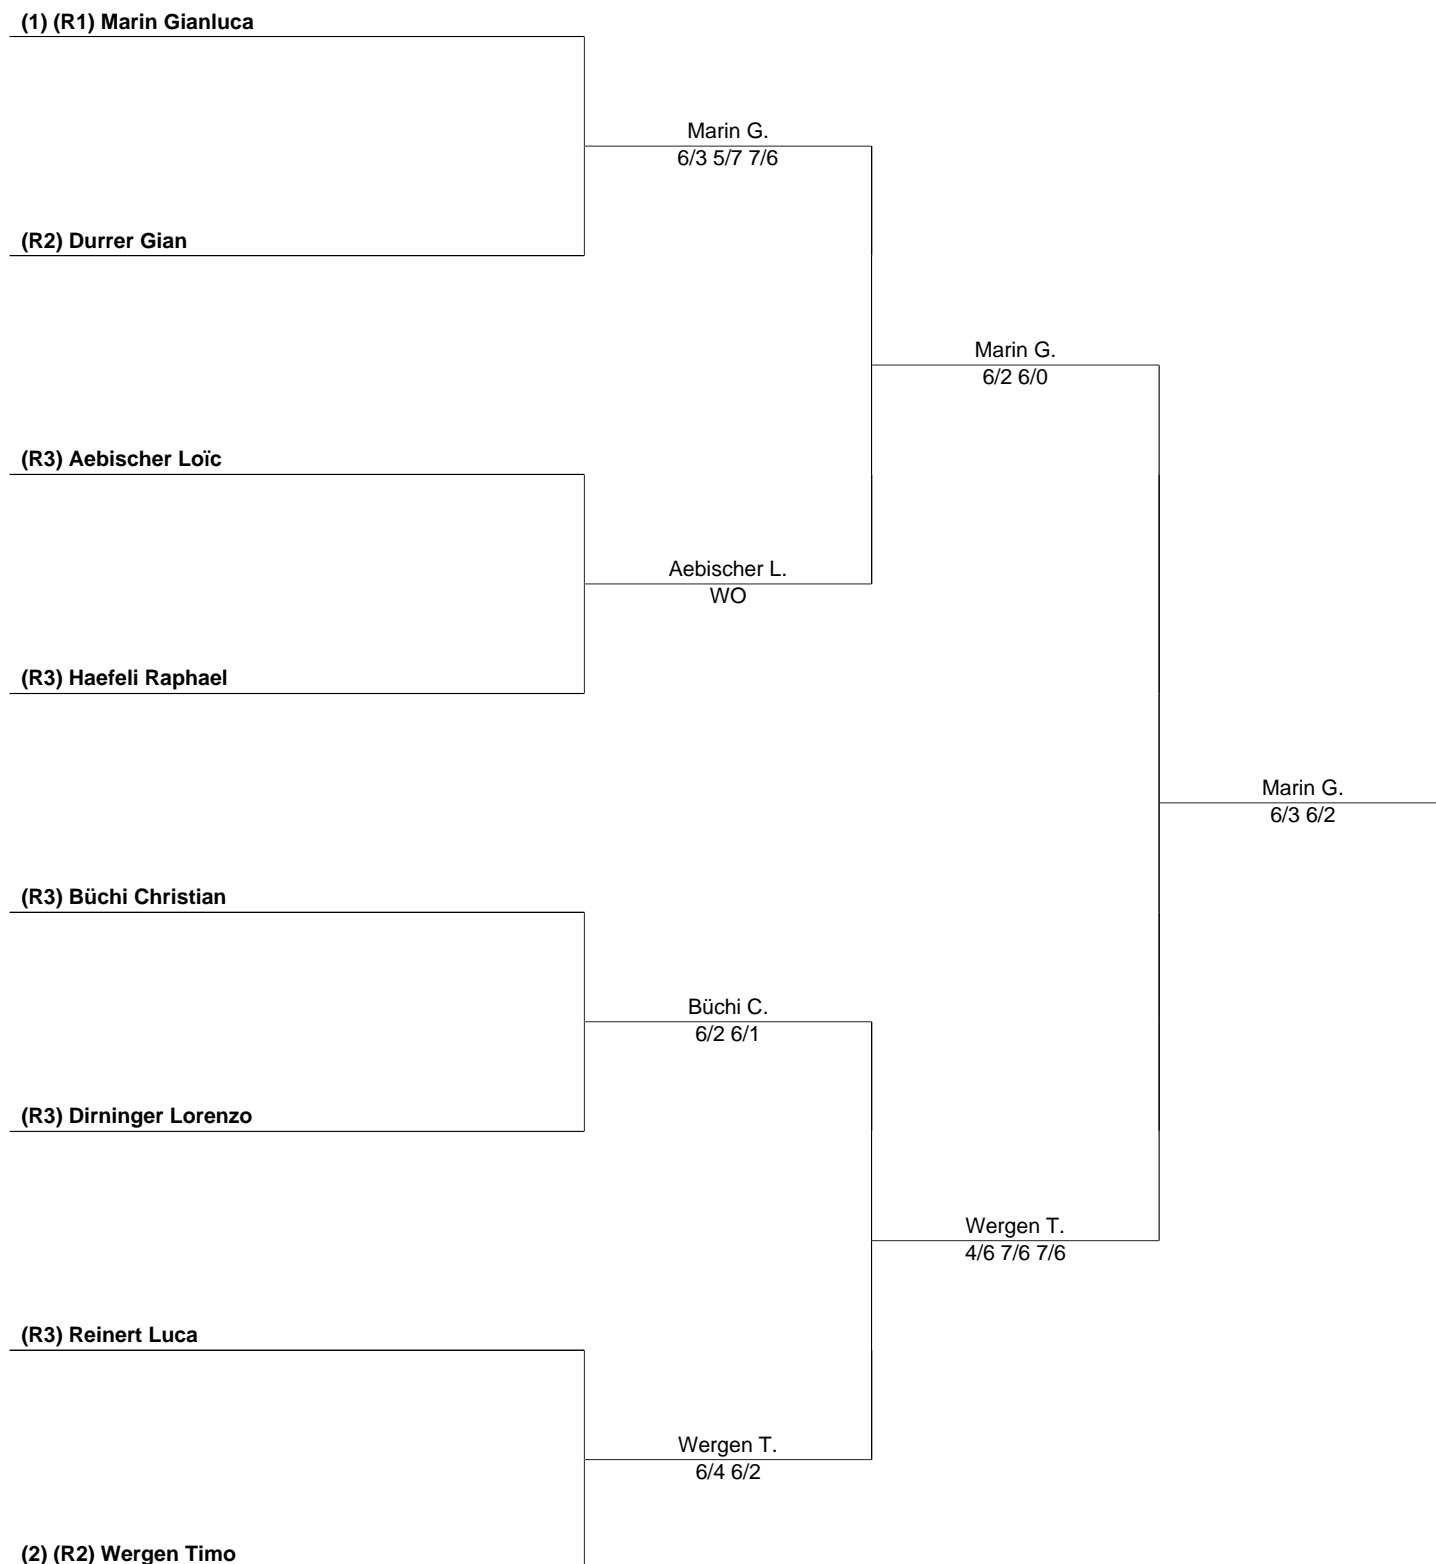 (1) (R1) Marin Gianluca
Marin G.
6/3 5/7 7/6
(R2) Durrer Gian
Marin G.
6/2 6/0
(R3) Aebischer Loïc
Aebischer L.
WO
(R3) Haefeli Raphael
Marin G.
6/3 6/2
(R3) Büchi Christian
Büchi C.
6/2 6/1
(R3) Dirninger Lorenzo
Wergen T.
4/6 7/6 7/6
(R3) Reinert Luca
Wergen T.
6/4 6/2
(2) (R2) Wergen Timo